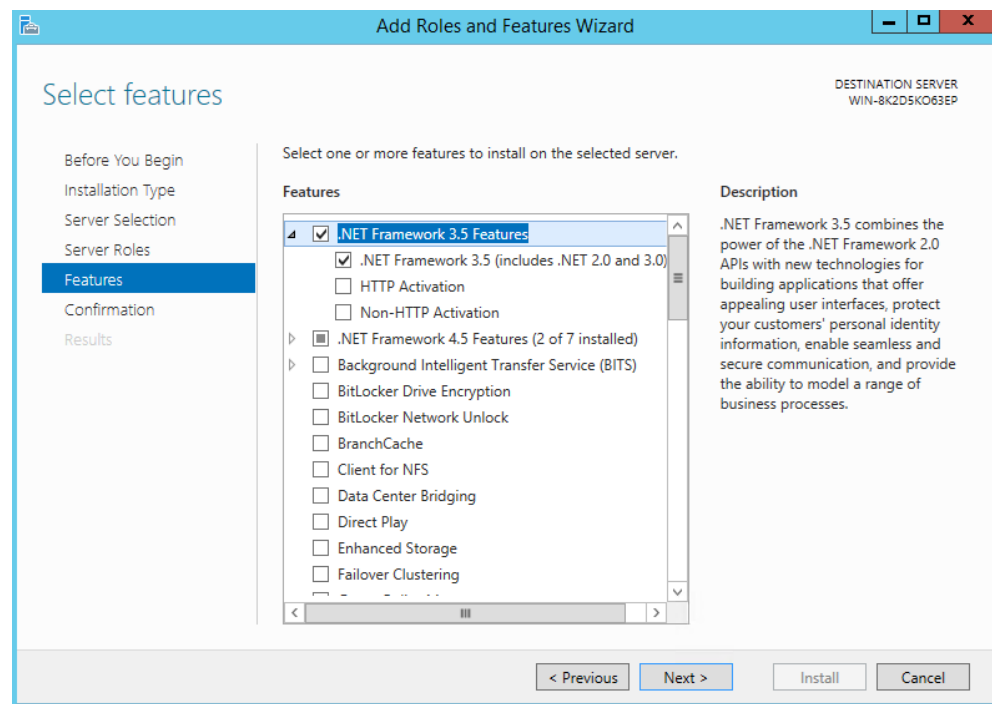 Add Roles and Features Wizard
Select features
DESTINATION SERVER
WIN-8K2D5KO63EP
Before You Begin
Installation Type
Server Selection
Server Roles
Features
Confirmation
Results
Select one or more features to install on the selected server.
Features
.NET Framework 3.5 Features
.NET Framework 3.5 (includes .NET 2.0 and 3.0)
HTTP Activation
Non-HTTP Activation
.NET Framework 4.5 Features (2 of 7 installed)
Background Intelligent Transfer Service (BITS)
BitLocker Drive Encryption
BitLocker Network Unlock
BranchCache
Client for NFS
Data Center Bridging
Direct Play
Enhanced Storage
Failover Clustering
Description
.NET Framework 3.5 combines the
power of the .NET Framework 2.0
APIs with new technologies for
building applications that offer
appealing user interfaces, protect
your customers' personal identity
information, enable seamless and
secure communication, and provide
the ability to model a range of
business processes.
< Previous
Next >
Install
Cancel